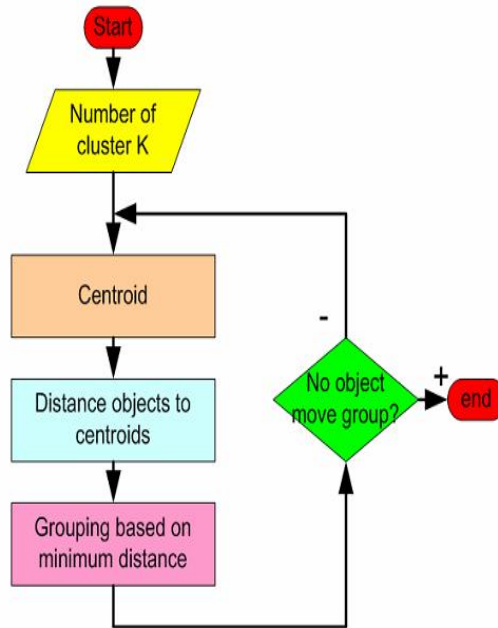 Start
Number of
cluster K
Centroid
-
Distance objects to
centroids
No object
move group?
+
end
Grouping based on
minimum distance